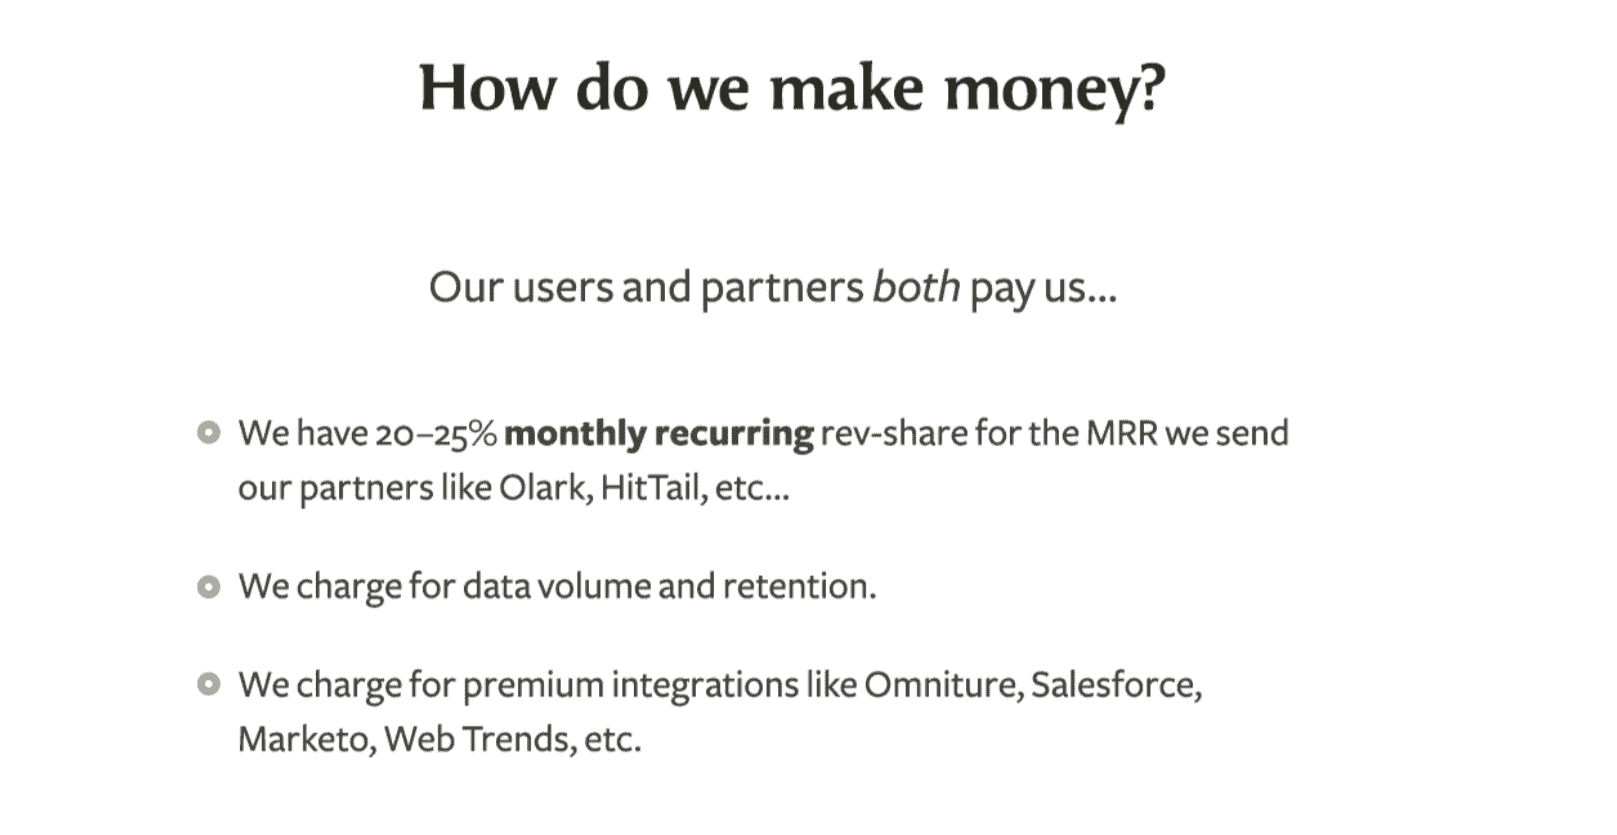 How do we make money?
Our users and partners both pay us...
We have 20–25% monthly recurring rev-share for the MRR we send
our partners like Olark, HitTail, etc...
We charge for data volume and retention.
We charge for premium integrations like Omniture, Salesforce,
Marketo, Web Trends, etc.